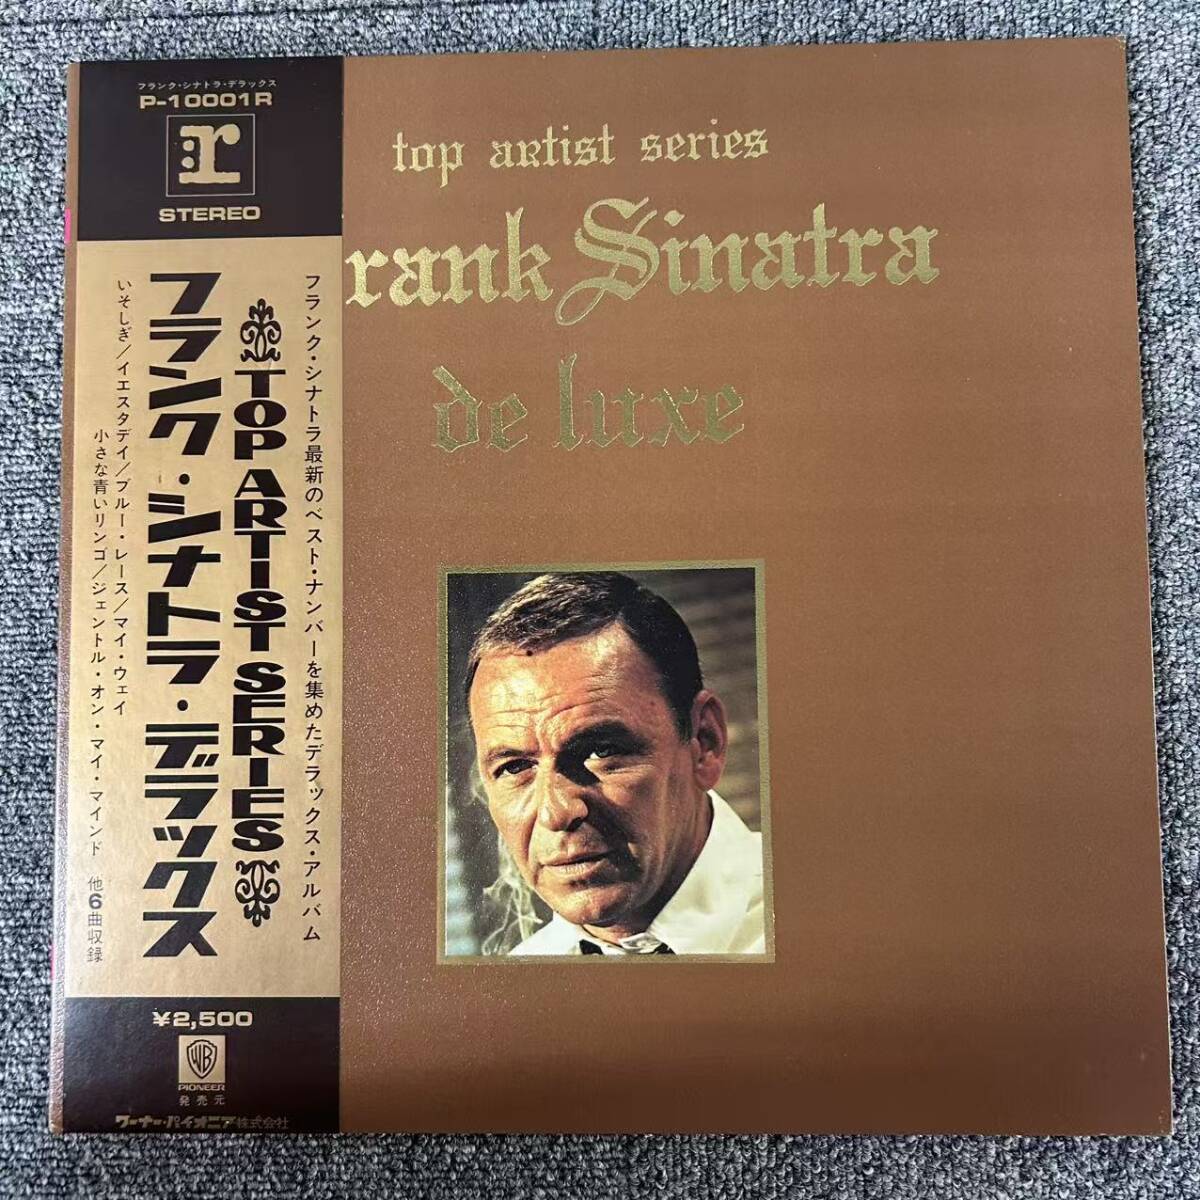 フランク・シナトラ・デラックス
P-10001R
r
STEREO
フランク・シナトラ最新のベスト・ナンバーを集めたデラックス・アルバム
TOP ARTIST SERIES
フランク・シナトラ・デラックス
いそしぎ/イエスタデイ/ブルー・レース/マイ・ウェイ
小さな青いリンゴ/ジェントル・オン・マイ・マインド 他6曲収録
¥2,500
WB
PIONEER
発売元
ワーナー・パイオニア株式会社
top artist series
rank Sinatra
de luxe